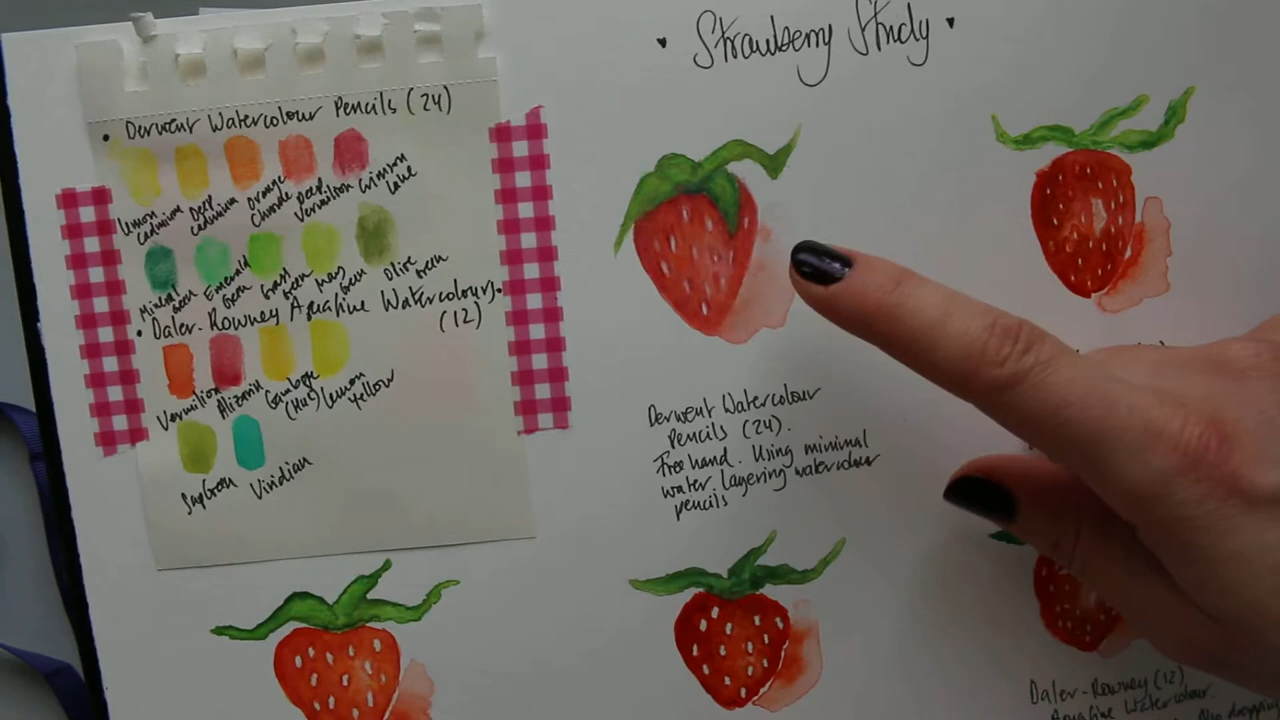 • Strawberry Study •
• Derwent Watercolour Pencils (24)
Lemon Cadmium
Deep Cadmium
Orange Chrome
Deep Vermilion
Crimson Lake
Mineral Green
Emerald Green
Grass Green
May Green
Olive Green
• Daler-Rowney Aquafine Watercolours.
(12)
Vermilion
Alizarin
Gamboge (Hue)
Lemon Yellow
Sap Green
Viridian
Derwent Watercolour
Pencils (24).
Freehand. Using minimal
water. Layering watercolour
pencils
Daler-Rowney (12)
Aquafine Watercolour.